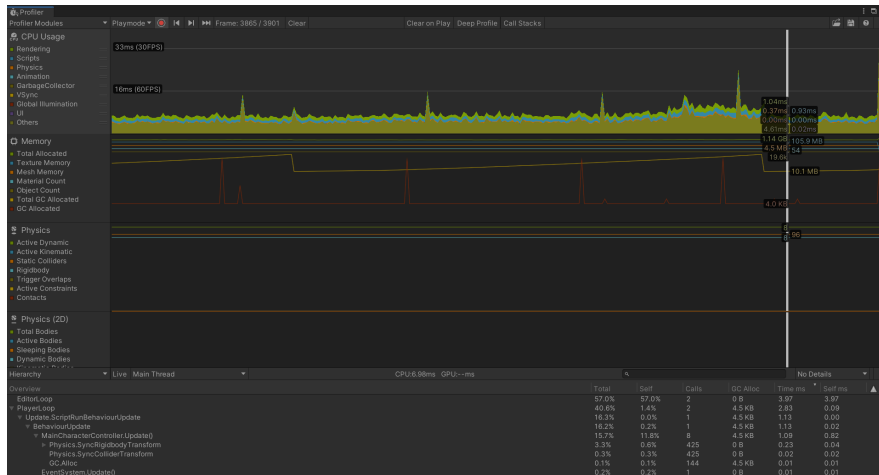 Profiler
Profiler Modules Playmode Frame: 3865 / 3901 Clear Clear on Play Deep Profile Call Stacks
CPU Usage
Rendering
Scripts
Physics
Animation
GarbageCollector
VSync
Global Illumination
UI
Others
33ms (30FPS)
16ms (60FPS)
1.04ms
0.37ms 0.93ms
0.00ms 0.00ms
4.61ms 0.02ms
Memory
Total Allocated
Texture Memory
Mesh Memory
Material Count
Object Count
Total GC Allocated
GC Allocated
1.14 GB 105.9 MB
4.5 MB 54
19.6k
10.1 MB
4.0 KB
Physics
Active Dynamic
Active Kinematic
Static Colliders
Rigidbody
Trigger Overlaps
Active Constraints
Contacts
96
Physics (2D)
Total Bodies
Active Bodies
Sleeping Bodies
Dynamic Bodies
Kinematic Bodies
Hierarchy Live Main Thread CPU:6.98ms GPU:--ms No Details
Overview Total Self Calls GC Alloc Time ms Self ms
EditorLoop 57.0% 57.0% 2 0 B 3.97 3.97
PlayerLoop 40.6% 1.4% 2 4.5 KB 2.83 0.09
Update.ScriptRunBehaviourUpdate 16.3% 0.0% 1 4.5 KB 1.13 0.00
BehaviourUpdate 16.2% 0.2% 1 4.5 KB 1.13 0.02
MainCharacterController.Update() 15.7% 11.8% 8 4.5 KB 1.09 0.82
Physics.SyncRigidbodyTransform 3.3% 0.6% 425 0 B 0.23 0.04
Physics.SyncColliderTransform 0.3% 0.3% 425 0 B 0.02 0.02
GC.Alloc 0.1% 0.1% 144 4.5 KB 0.01 0.01
EventSystem.Update() 0.2% 0.2% 1 0 B 0.01 0.01